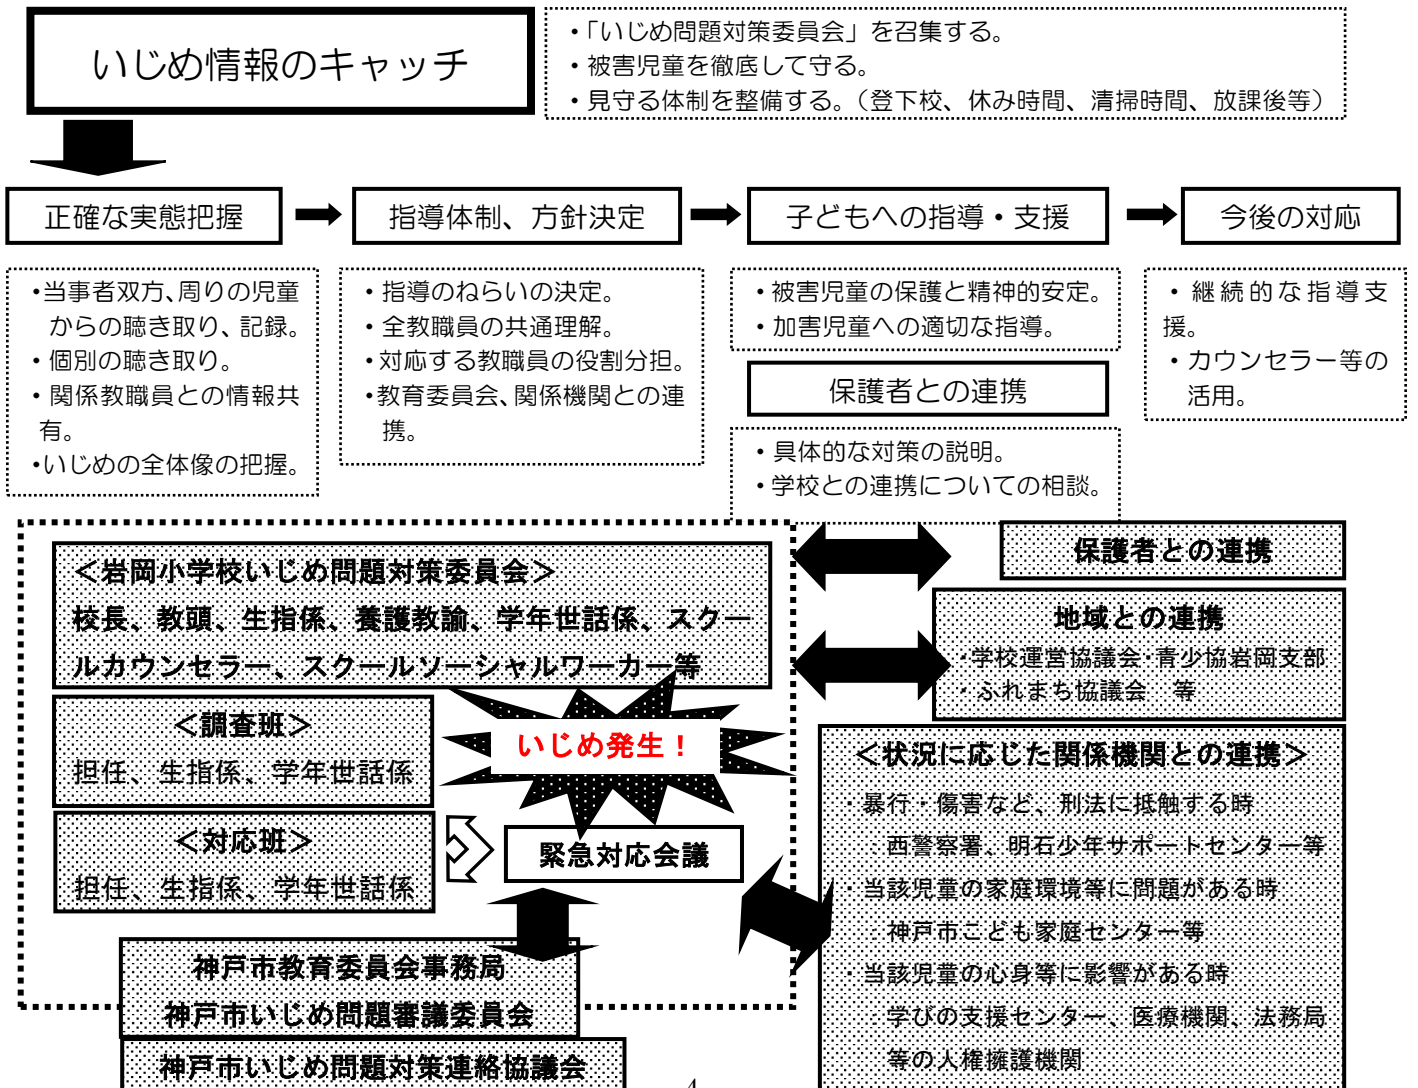 いじめ情報のキャッチ
・「いじめ問題対策委員会」を召集する。
・被害児童を徹底して守る。
・見守る体制を整備する。（登下校、休み時間、清掃時間、放課後等）
正確な実態把握
指導体制、方針決定
子どもへの指導・支援
今後の対応
・当事者双方、周りの児童
からの聴き取り、記録。
・個別の聴き取り。
・関係教職員との情報共
有。
・いじめの全体像の把握。
・指導のねらいの決定。
・全教職員の共通理解。
・対応する教職員の役割分担。
・教育委員会、関係機関との連
携。
・被害児童の保護と精神的安定。
・加害児童への適切な指導。
保護者との連携
・具体的な対策の説明。
・学校との連携についての相談。
・継続的な指導支
援。
・カウンセラー等の
活用。
＜岩岡小学校いじめ問題対策委員会＞
校長、教頭、生指係、養護教諭、学年世話係、スクー
ルカウンセラー、スクールソーシャルワーカー等
＜調査班＞
担任、生指係、学年世話係
＜対応班＞
担任、生指係、学年世話係
いじめ発生！
緊急対応会議
神戸市教育委員会事務局
神戸市いじめ問題審議委員会
神戸市いじめ問題対策連絡協議会
保護者との連携
地域との連携
・学校運営協議会・青少協岩岡支部
・ふれまち協議会　等
＜状況に応じた関係機関との連携＞
・暴行・傷害など、刑法に抵触する時
西警察署、明石少年サポートセンター等
・当該児童の家庭環境等に問題がある時
神戸市こども家庭センター等
・当該児童の心身等に影響がある時
学びの支援センター、医療機関、法務局
等の人権擁護機関
4